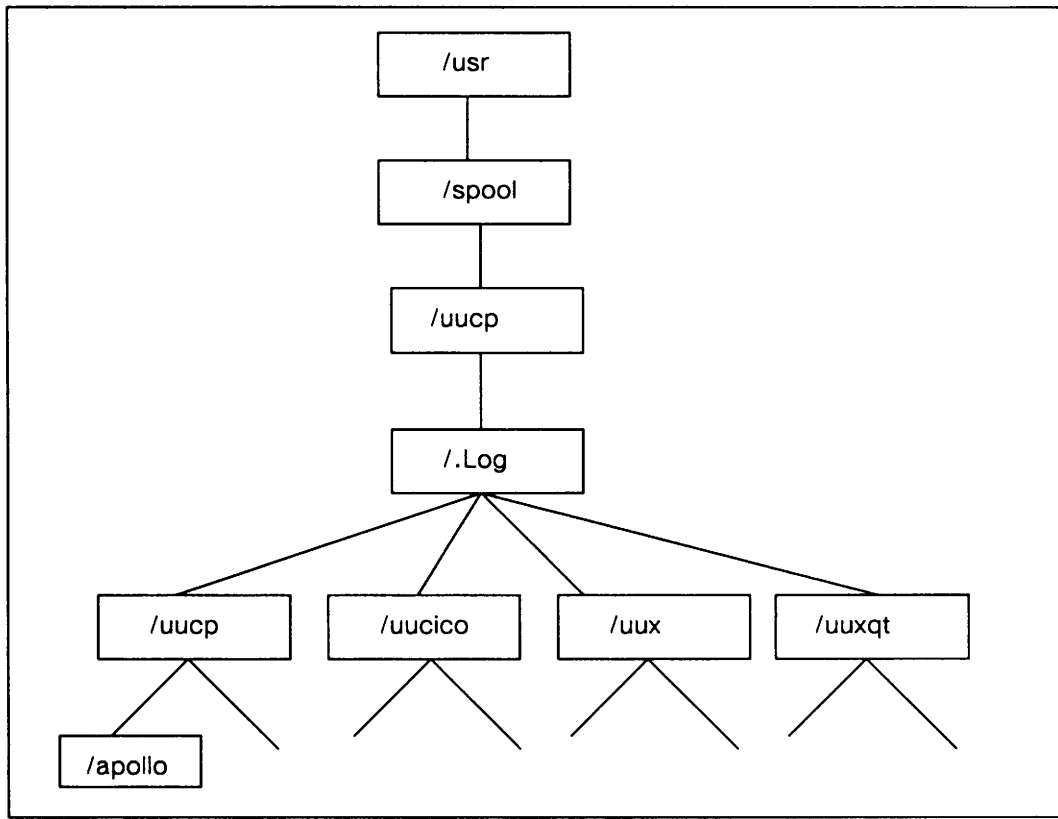 /usr
/spool
/uucp
/.Log
/uucp
/uucico
/uux
/uuxqt
/apollo